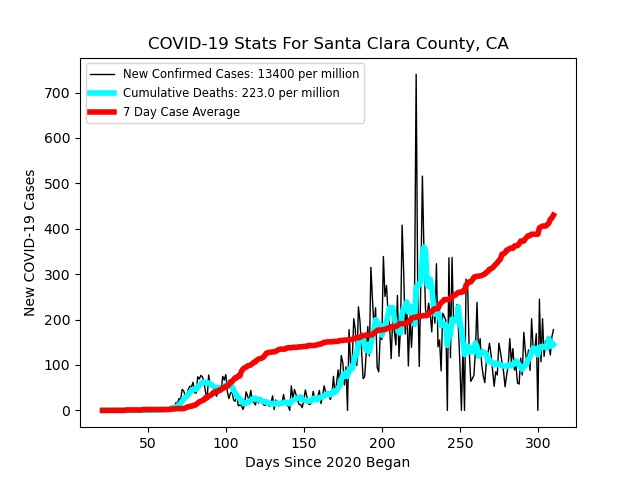 COVID-19 Stats For Santa Clara County, CA
New Confirmed Cases: 13400 per million
Cumulative Deaths: 223.0 per million
7 Day Case Average
New COVID-19 Cases
700
600
500
400
300
200
100
0
50 100 150 200 250 300
Days Since 2020 Began